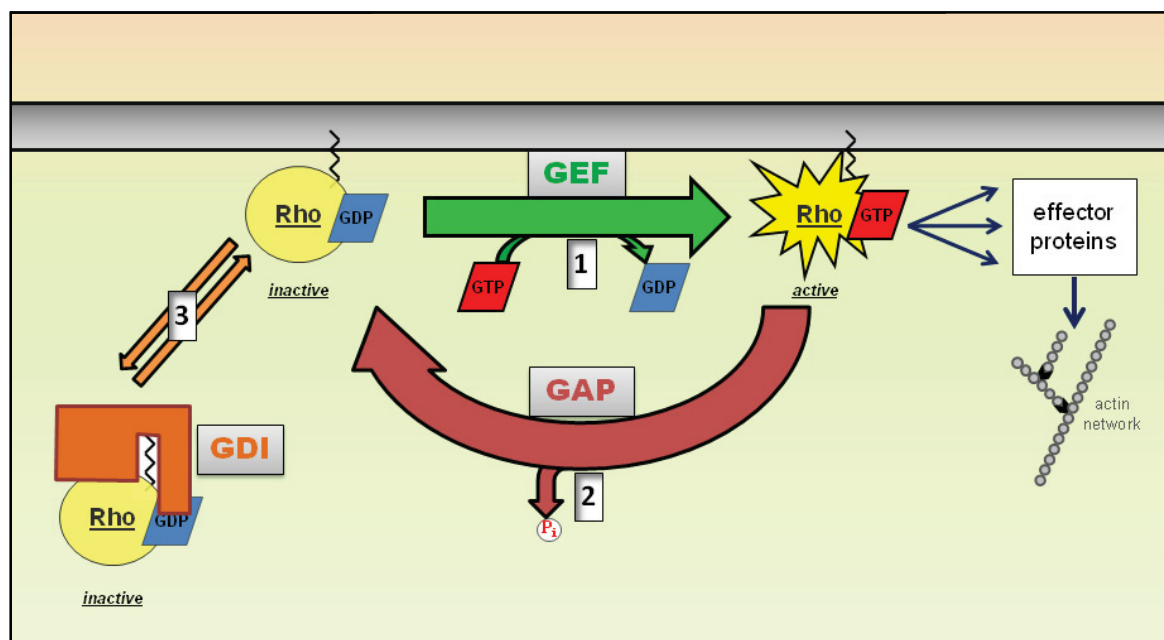 GEF
Rho
GDP
Rho
GTP
effector
proteins
1
GTP
GDP
inactive
active
3
GAP
actin
network
GDI
2
Rho
GDP
Pi
inactive